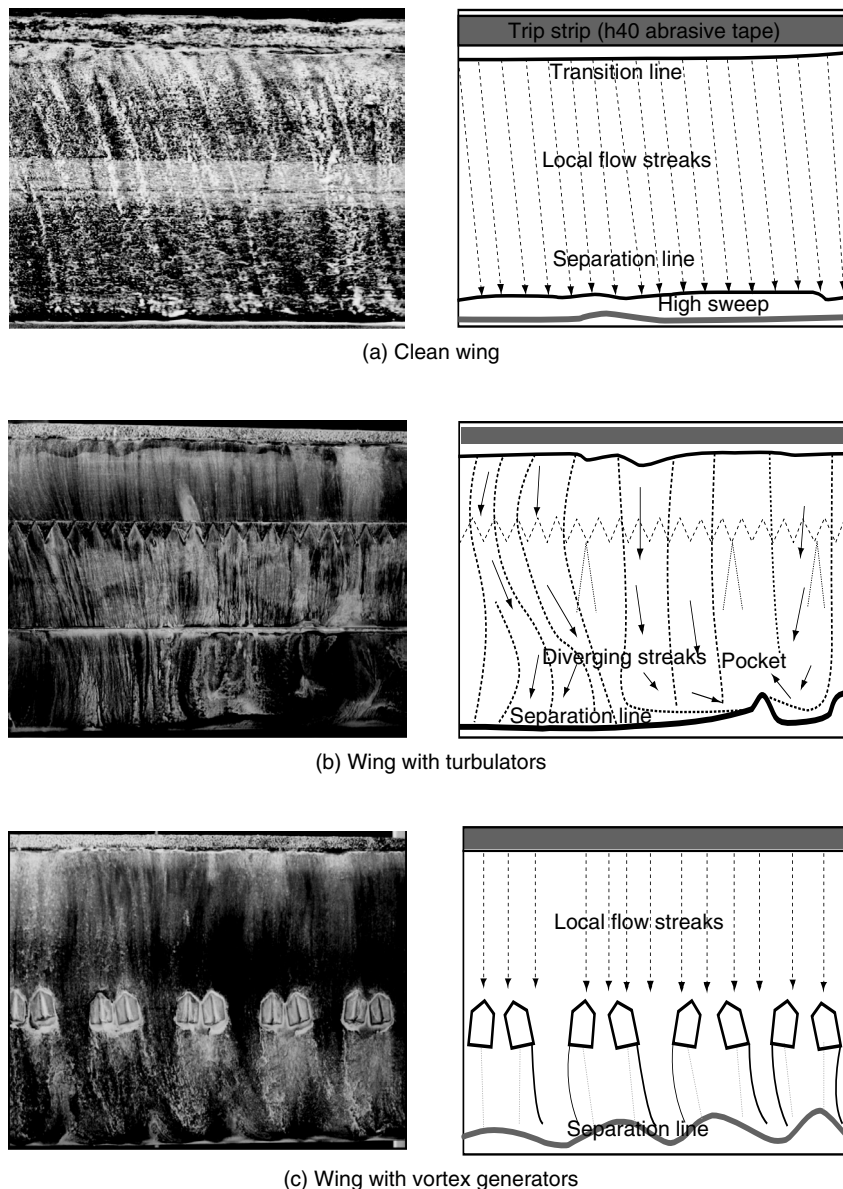 Trip strip (h40 abrasive tape)
Transition line
Local flow streaks
Separation line
High sweep
(a) Clean wing
Diverging streaks
Pocket
Separation line
(b) Wing with turbulators
Local flow streaks
Separation line
(c) Wing with vortex generators